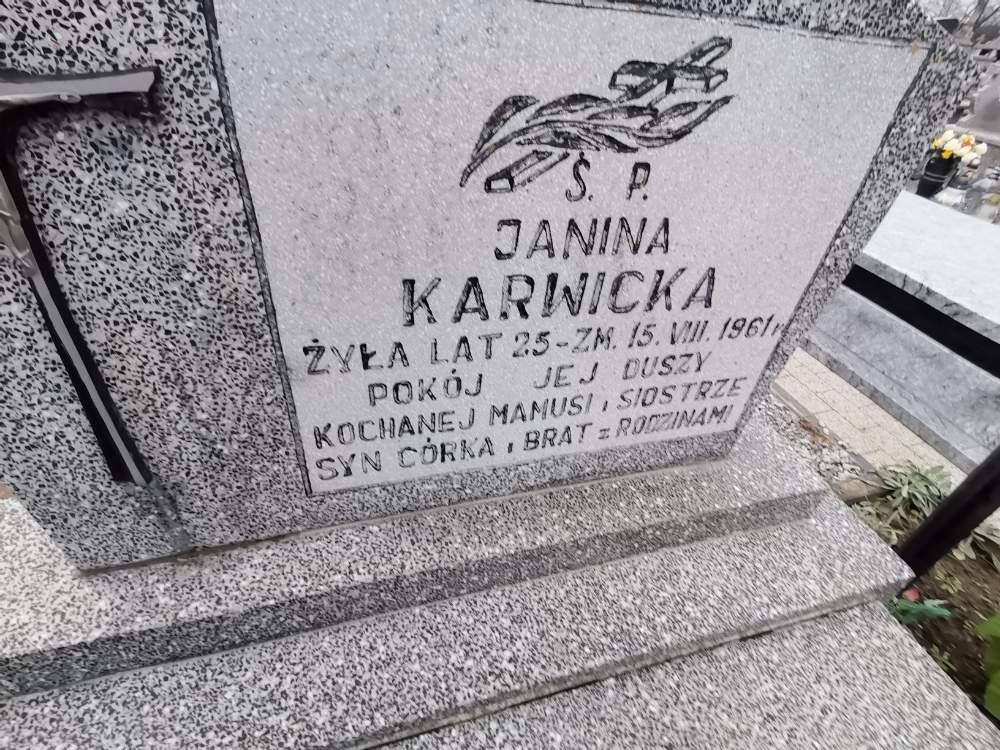 Ś. P.
JANINA
KARWICKA
ŻYŁA LAT 25-ZM. 15. VIII. 1961 r.
POKÓJ JEJ DUSZY
KOCHANEJ MAMUSI i SIOSTRZE
SYN CÓRKA i BRAT z RODZINAMI